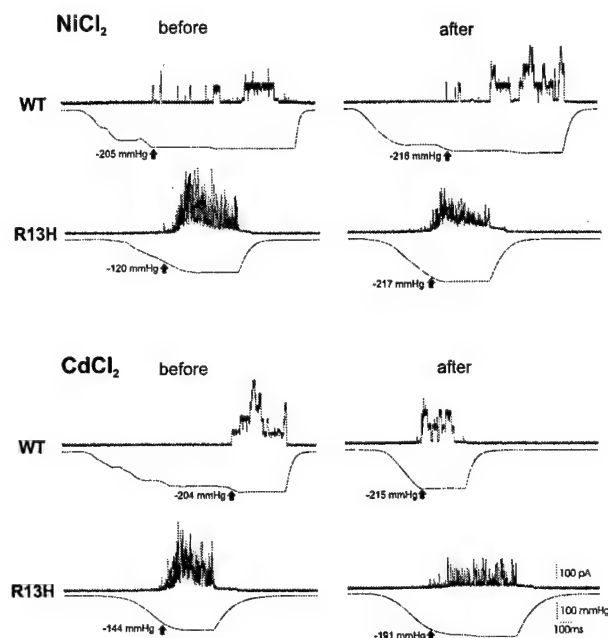 NiCl₂
before
after
WT
-205 mmHg
-218 mmHg
R13H
-120 mmHg
-217 mmHg
CdCl₂
before
after
WT
-204 mmHg
-215 mmHg
R13H
100 pA
100 mmHg
100ms
-144 mmHg
-191 mmHg